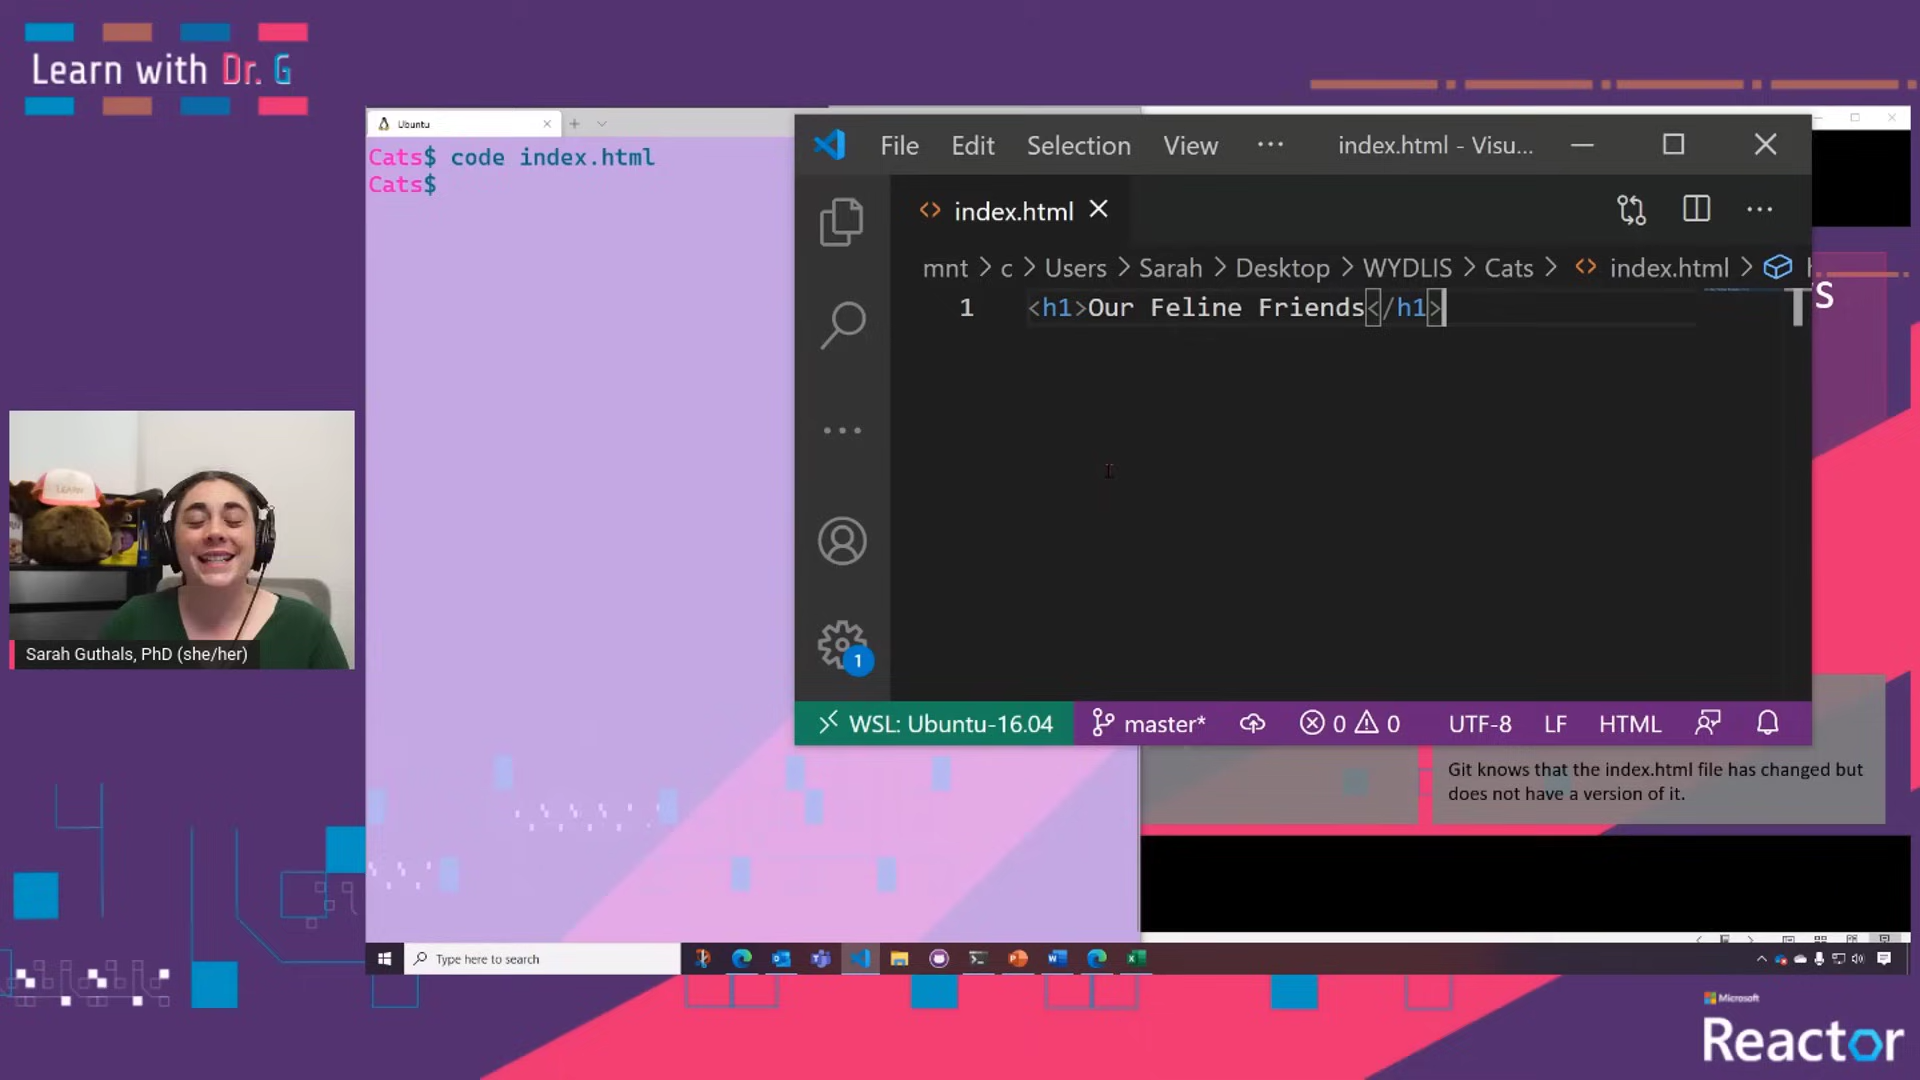 Learn with Dr. G
Ubuntu
Cats$ code index.html
Cats$
File Edit Selection View ··· index.html - Visu...
index.html
mnt > c > Users > Sarah > Desktop > WYDLIS > Cats > <> index.html >
1 <h1>Our Feline Friends</h1>
LEARN
Sarah Guthals, PhD (she/her)
1
WSL: Ubuntu-16.04 master* 0 0 UTF-8 LF HTML
Git knows that the index.html file has changed but
does not have a version of it.
Type here to search
Microsoft
Reactor